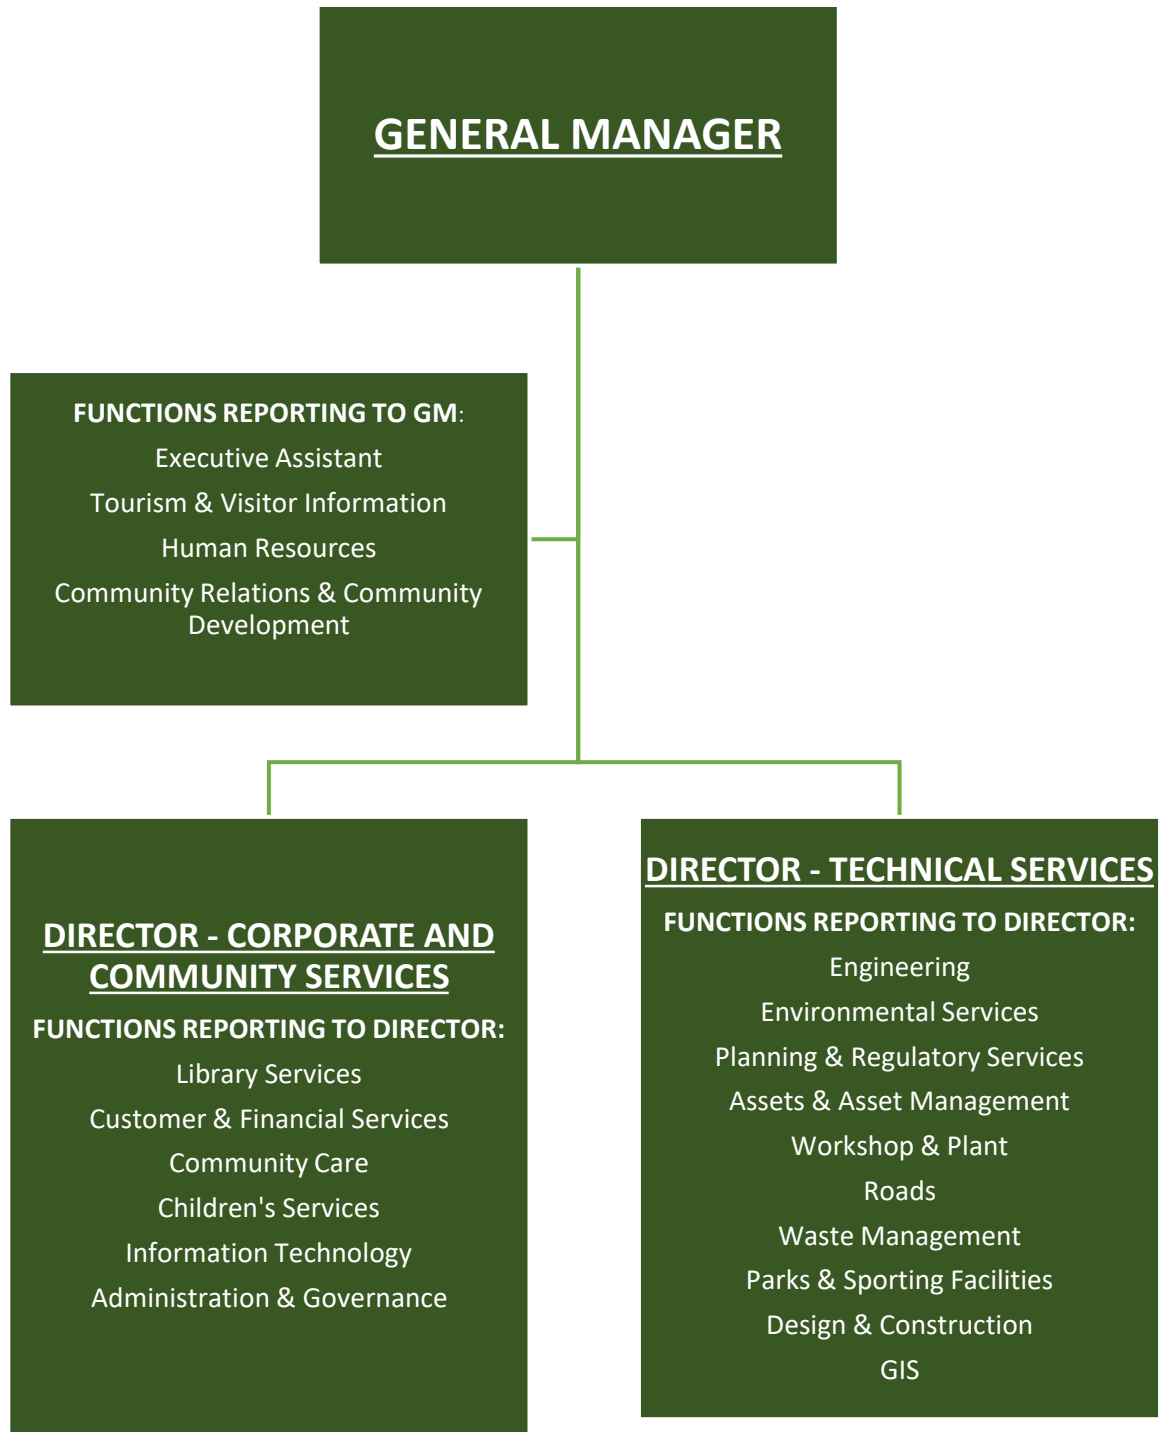 GENERAL MANAGER
FUNCTIONS REPORTING TO GM:
Executive Assistant
Tourism & Visitor Information
Human Resources
Community Relations & Community
Development
DIRECTOR - CORPORATE AND
COMMUNITY SERVICES
FUNCTIONS REPORTING TO DIRECTOR:
Library Services
Customer & Financial Services
Community Care
Children's Services
Information Technology
Administration & Governance
DIRECTOR - TECHNICAL SERVICES
FUNCTIONS REPORTING TO DIRECTOR:
Engineering
Environmental Services
Planning & Regulatory Services
Assets & Asset Management
Workshop & Plant
Roads
Waste Management
Parks & Sporting Facilities
Design & Construction
GIS